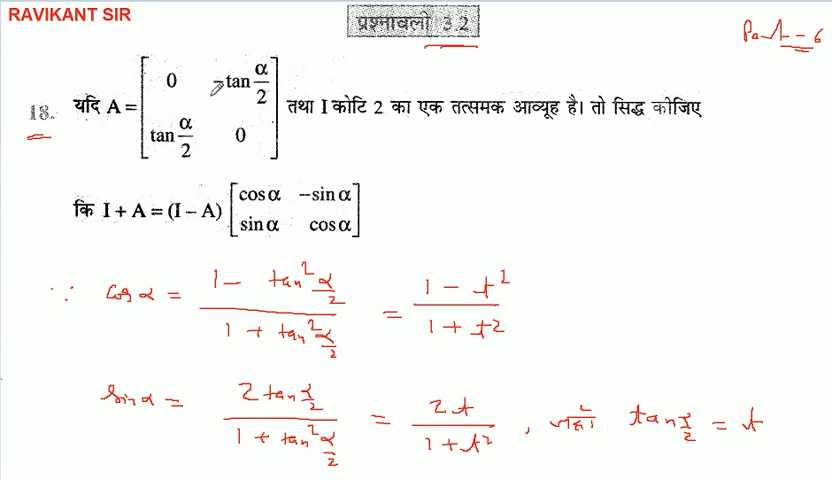 RAVIKANT SIR
प्रश्नावली 3.2
Part - 6
18. यदि A = [0 -tan α/2; tan α/2 0] तथा I कोटि 2 का एक तत्समक आव्यूह है। तो सिद्ध कीजिए
कि I + A = (I – A) [cos α –sin α; sin α cos α]
∵ cos α = (1 - tan² α/2)/(1 + tan² α/2) = (1 - t²)/(1 + t²)
sin α = (2 tan α/2)/(1 + tan² α/2) = 2t/(1 + t²), जहाँ tan α/2 = t